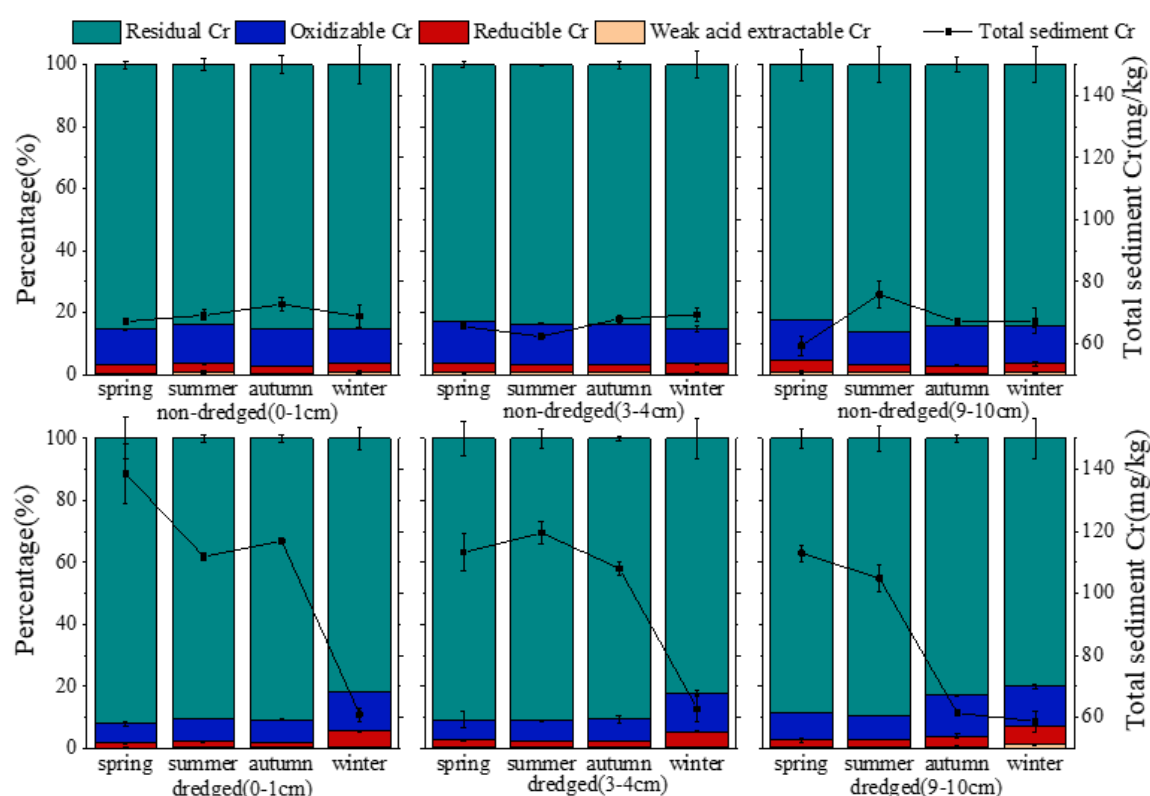 Residual Cr Oxidizable Cr Reducible Cr Weak acid extractable Cr Total sediment Cr
Percentage(%)
100
80
60
40
20
0
spring summer autumn winter
non-dredged(0-1cm)
spring summer autumn winter
non-dredged(3-4cm)
spring summer autumn winter
non-dredged(9-10cm)
140
120
100
80
60
Total sediment Cr(mg/kg)
Percentage(%)
100
80
60
40
20
0
spring summer autumn winter
dredged(0-1cm)
spring summer autumn winter
dredged(3-4cm)
spring summer autumn winter
dredged(9-10cm)
140
120
100
80
60
Total sediment Cr(mg/kg)